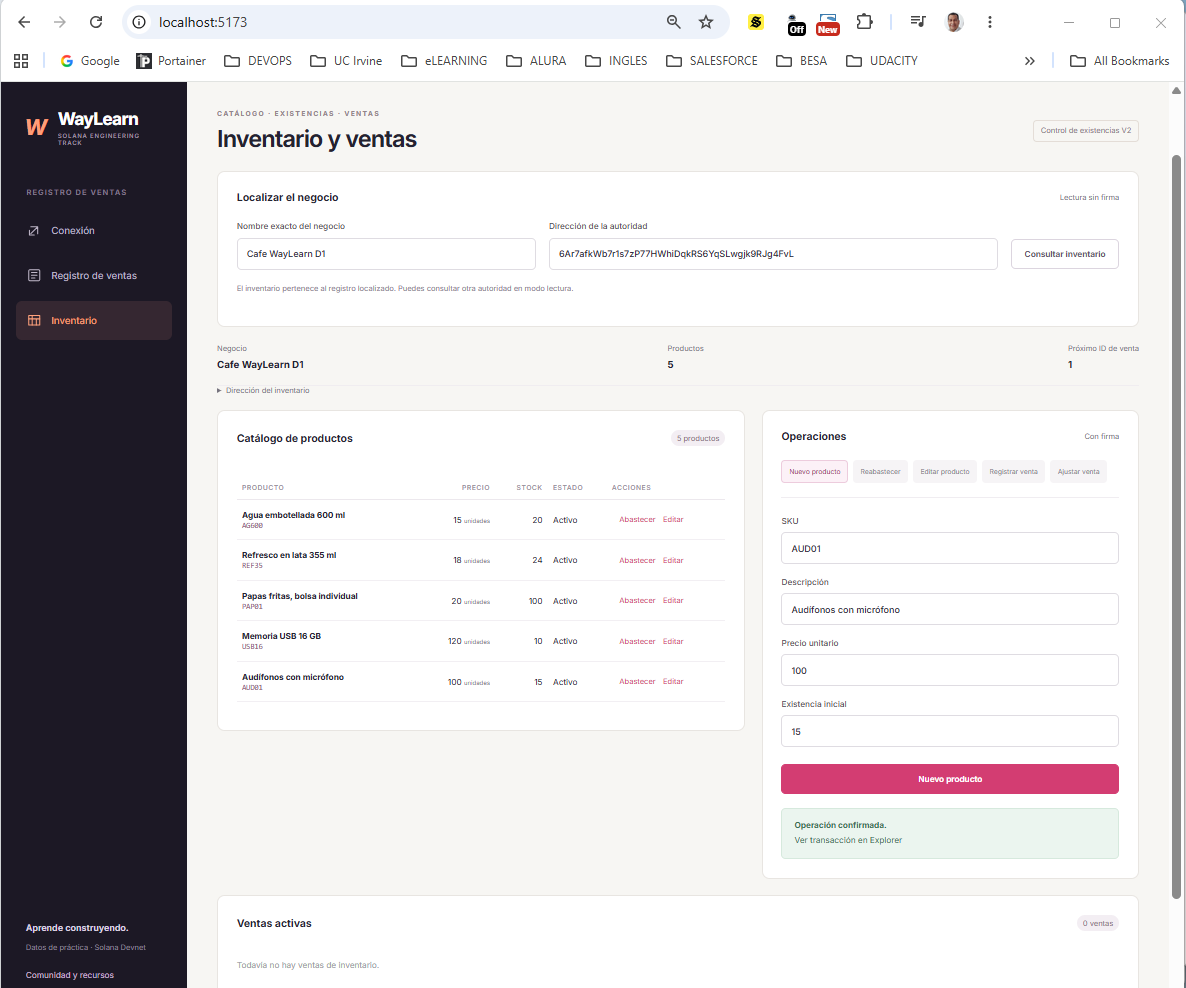 localhost:5173
Off
New
Google
Portainer
DEVOPS
UC Irvine
eLEARNING
ALURA
INGLES
SALESFORCE
BESA
UDACITY
All Bookmarks
W
WayLearn
SOLANA ENGINEERING
TRACK
REGISTRO DE VENTAS
Conexión
Registro de ventas
Inventario
Aprende construyendo.
Datos de práctica · Solana Devnet
Comunidad y recursos
CATÁLOGO · EXISTENCIAS · VENTAS
Inventario y ventas
Control de existencias V2
Localizar el negocio
Lectura sin firma
Nombre exacto del negocio
Dirección de la autoridad
Cafe WayLearn D1
6Ar7afkWb7r1s7zP77HWhiDqkRS6YqSLwgjk9RJg4FvL
Consultar inventario
El inventario pertenece al registro localizado. Puedes consultar otra autoridad en modo lectura.
Negocio
Productos
Próximo ID de venta
Cafe WayLearn D1
5
1
Dirección del inventario
Catálogo de productos
5 productos
PRODUCTO PRECIO STOCK ESTADO ACCIONES
Agua embotellada 600 ml
AG600
15 unidades 20 Activo Abastecer Editar
Refresco en lata 355 ml
REF35
18 unidades 24 Activo Abastecer Editar
Papas fritas, bolsa individual
PAP01
20 unidades 100 Activo Abastecer Editar
Memoria USB 16 GB
USB16
120 unidades 10 Activo Abastecer Editar
Audífonos con micrófono
AUD01
100 unidades 15 Activo Abastecer Editar
Operaciones
Con firma
Nuevo producto
Reabastecer
Editar producto
Registrar venta
Ajustar venta
SKU
AUD01
Descripción
Audífonos con micrófono
Precio unitario
100
Existencia inicial
15
Nuevo producto
Operación confirmada.
Ver transacción en Explorer
Ventas activas
0 ventas
Todavía no hay ventas de inventario.